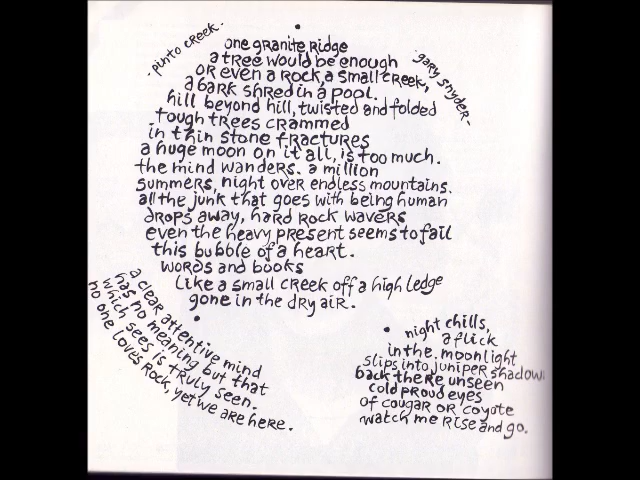 -pinto creek-
-gary snyder-
one granite ridge
a tree would be enough
or even a rock, a small creek,
a bark shred in a pool.
hill beyond hill, twisted and folded
tough trees crammed
in thin stone fractures
a huge moon on it all, is too much.
the mind wanders. a million
summers, night over endless mountains.
all the junk that goes with being human
drops away, hard rock wavers
even the heavy present seems to fail
this bubble of a heart.
words and books
like a small creek off a high ledge
gone in the dry air.
a clear attentive mind
has no meaning but that
which sees is truly seen.
no one loves rock, yet we are here.
night chills,
a flick
in the moonlight
slips into juniper shadow:
back there unseen
cold proud eyes
of cougar or coyote
watch me rise and go.